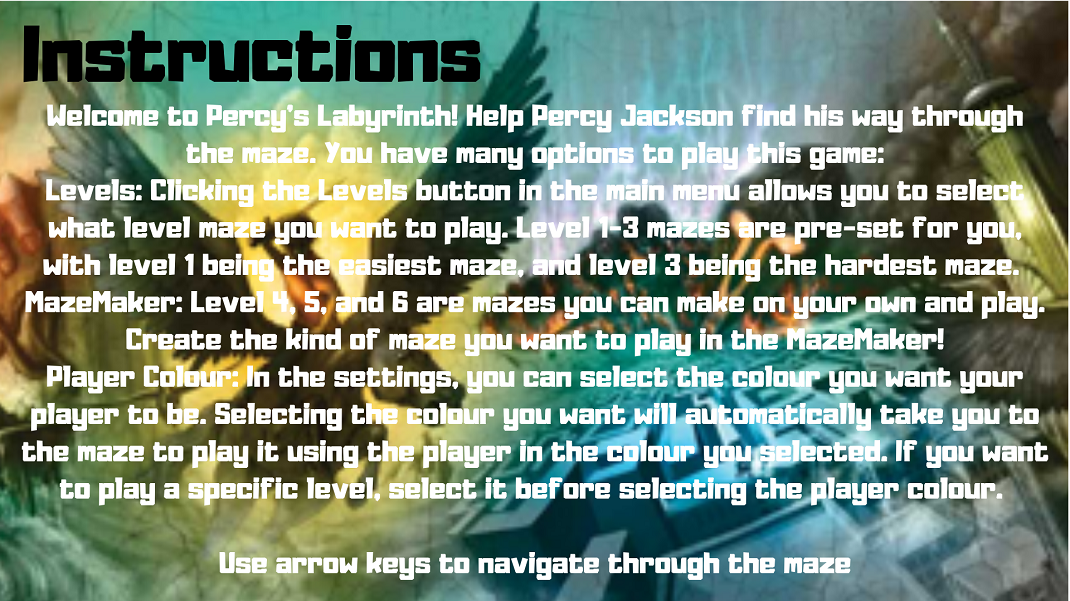 Instructions
Welcome to Percy's Labyrinth! Help Percy Jackson find his way through
the maze. You have many options to play this game:
Levels: Clicking the Levels button in the main menu allows you to select
what level maze you want to play. Level 1-3 mazes are pre-set for you,
with level 1 being the easiest maze, and level 3 being the hardest maze.
MazeMaker: Level 4, 5, and 6 are mazes you can make on your own and play.
Create the kind of maze you want to play in the MazeMaker!
Player Colour: In the settings, you can select the colour you want your
player to be. Selecting the colour you want will automatically take you to
the maze to play it using the player in the colour you selected. If you want
to play a specific level, select it before selecting the player colour.
Use arrow keys to navigate through the maze